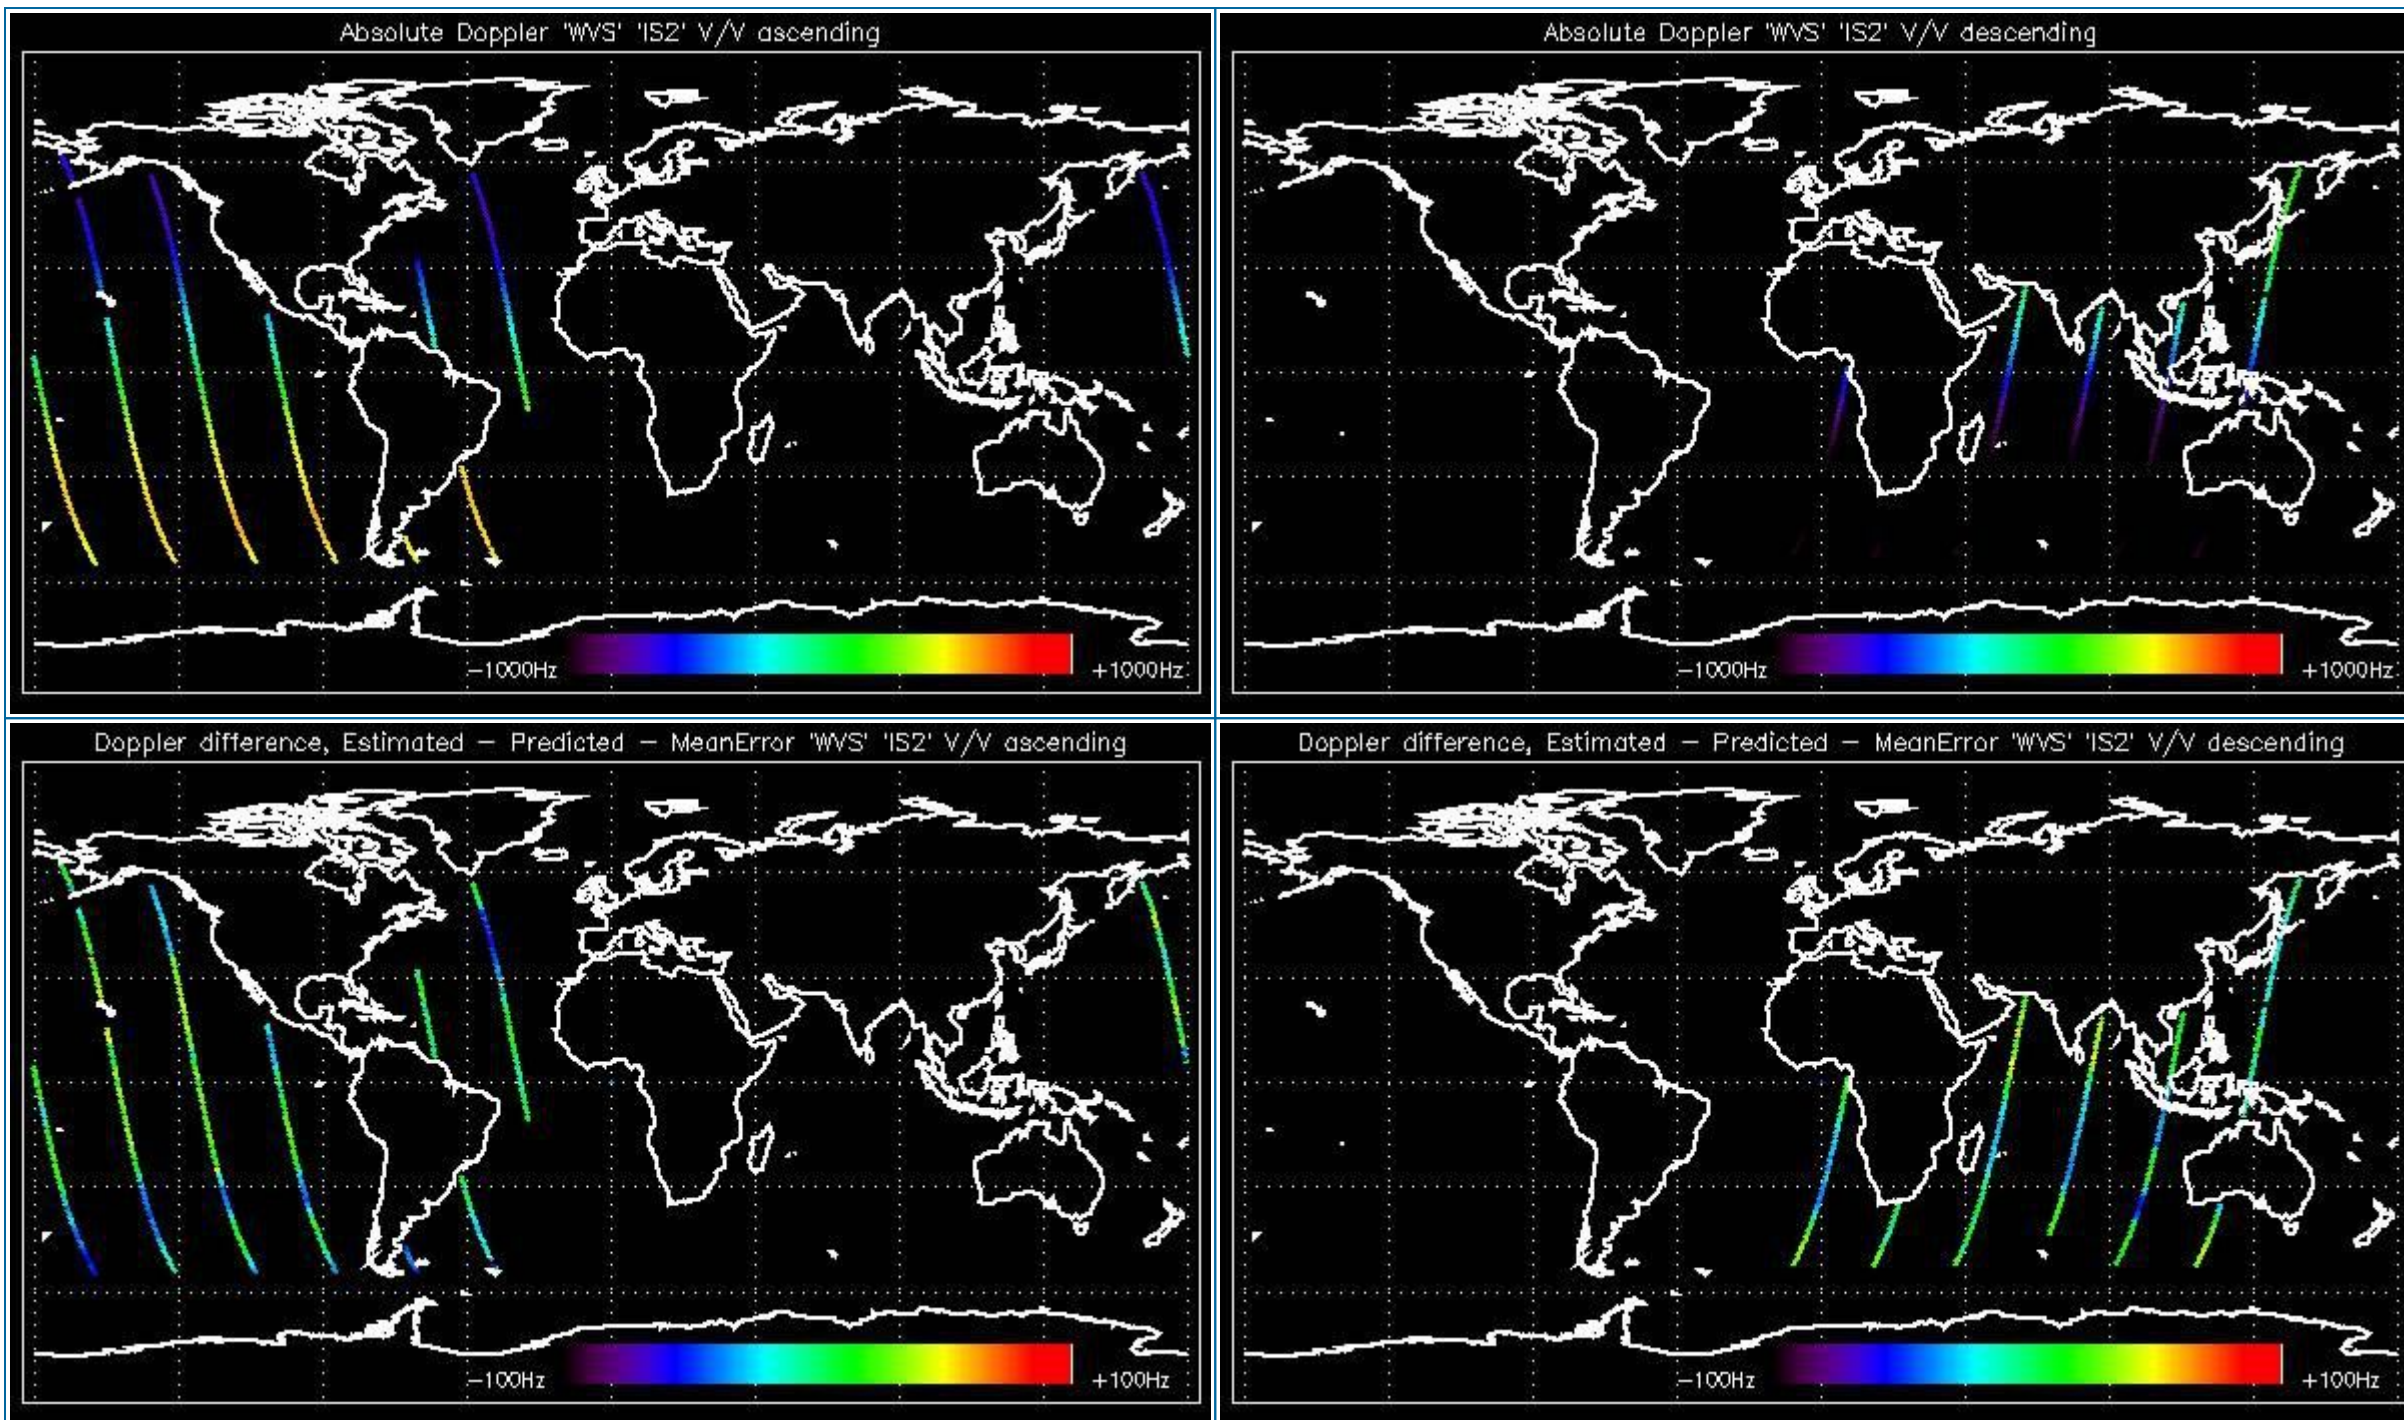 Absolute Doppler 'WVS' 'IS2' V/V ascending
-1000Hz
+1000Hz
Absolute Doppler 'WVS' 'IS2' V/V descending
-1000Hz
+1000Hz
Doppler difference, Estimated - Predicted - MeanError 'WVS' 'IS2' V/V ascending
-100Hz
+100Hz
Doppler difference, Estimated - Predicted - MeanError 'WVS' 'IS2' V/V descending
-100Hz
+100Hz